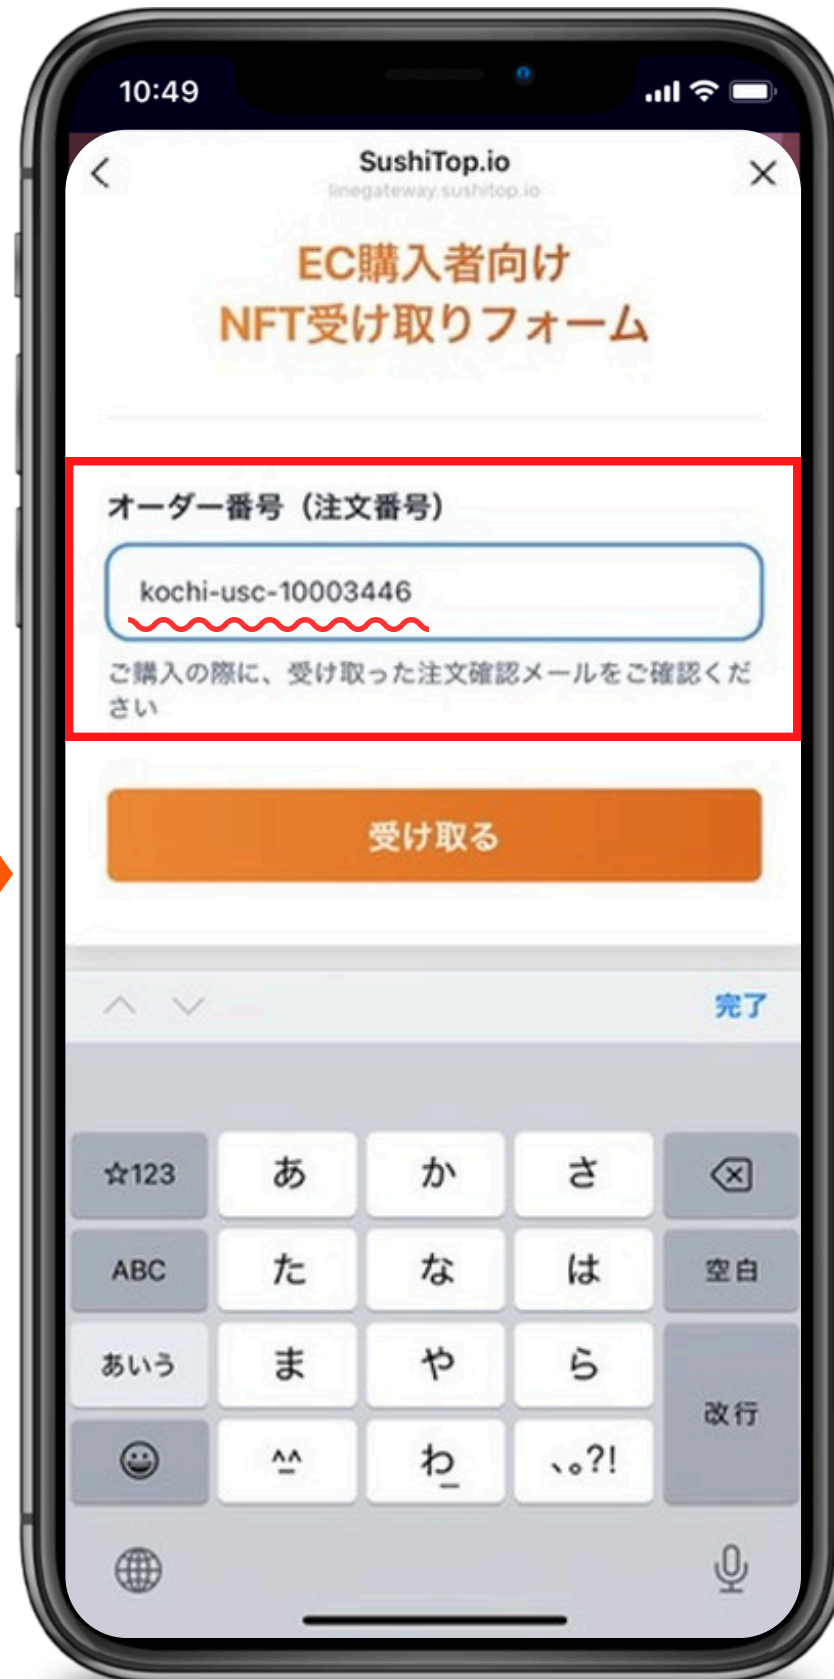 10:49
SushiTop.io
linegateway.sushitop.io
EC購入者向け
NFT受け取りフォーム
オーダー番号（注文番号）
kochi-usc-10003446
ご購入の際に、受け取った注文確認メールをご確認くだ
さい
受け取る
完了
☆123 あ か さ
ABC た な は 空白
あいう ま や ら
改行
^^ わ 、。?!